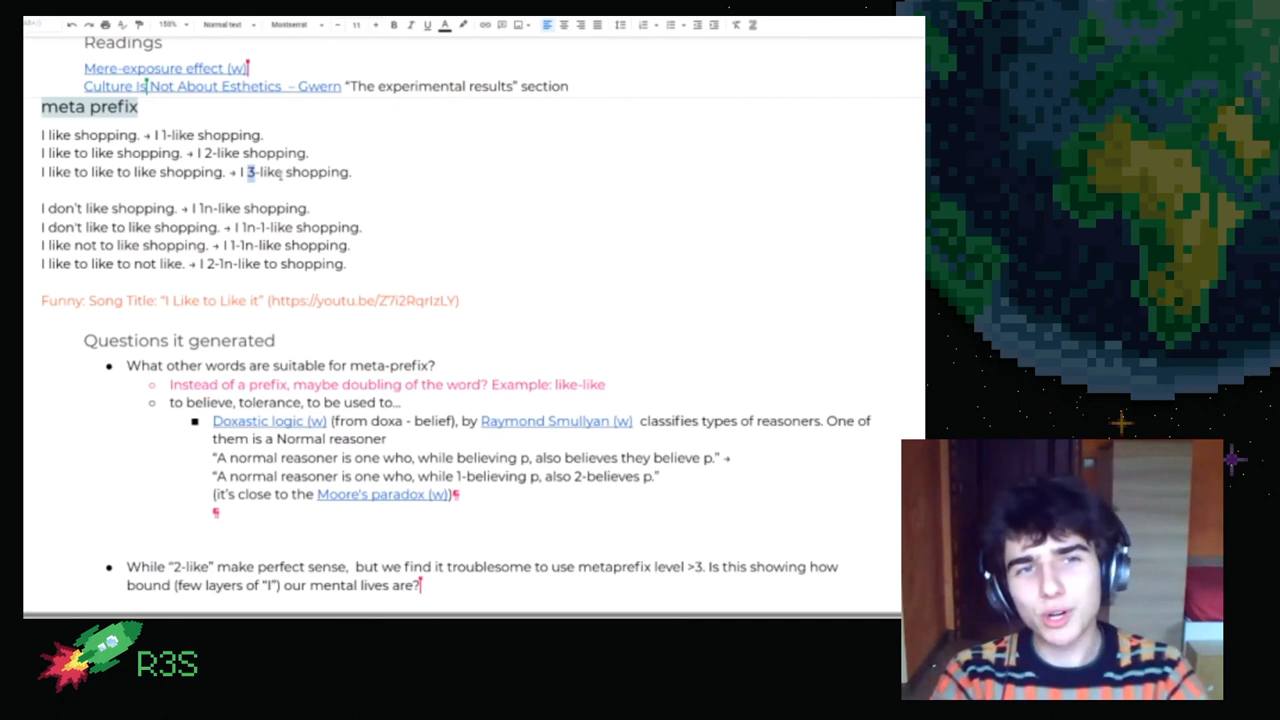 150%
Normal text
Montserrat
11
B I U A
Readings
Mere-exposure effect (w)
Culture Is Not About Esthetics - Gwern “The experimental results” section
meta prefix
I like shopping. → I 1-like shopping.
I like to like shopping. → I 2-like shopping.
I like to like to like shopping. → I 3-like shopping.
I don't like shopping. → I 1n-like shopping.
I don't like to like shopping. → I 1n-1-like shopping.
I like not to like shopping. → I 1-1n-like shopping.
I like to like to not like. → I 2-1n-like to shopping.
Funny: Song Title: “I Like to Like it” (https://youtu.be/Z7i2RqrIzLY)
Questions it generated
● What other words are suitable for meta-prefix?
○ Instead of a prefix, maybe doubling of the word? Example: like-like
○ to believe, tolerance, to be used to...
■ Doxastic logic (w) (from doxa - belief), by Raymond Smullyan (w) classifies types of reasoners. One of
them is a Normal reasoner
“A normal reasoner is one who, while believing p, also believes they believe p.” →
“A normal reasoner is one who, while 1-believing p, also 2-believes p.”
(it's close to the Moore's paradox (w))¶
¶
● While “2-like” make perfect sense, but we find it troublesome to use metaprefix level >3. Is this showing how
bound (few layers of “I”) our mental lives are?
R3S